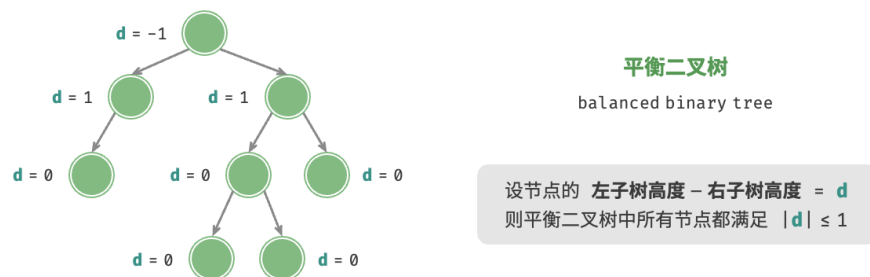 d = -1
平衡二叉树
d = 1
d = 1
balanced binary tree
d = 0
d = 0
d = 0
设节点的 左子树高度 – 右子树高度 = d
则平衡二叉树中所有节点都满足 |d| ≤ 1
d = 0
d = 0